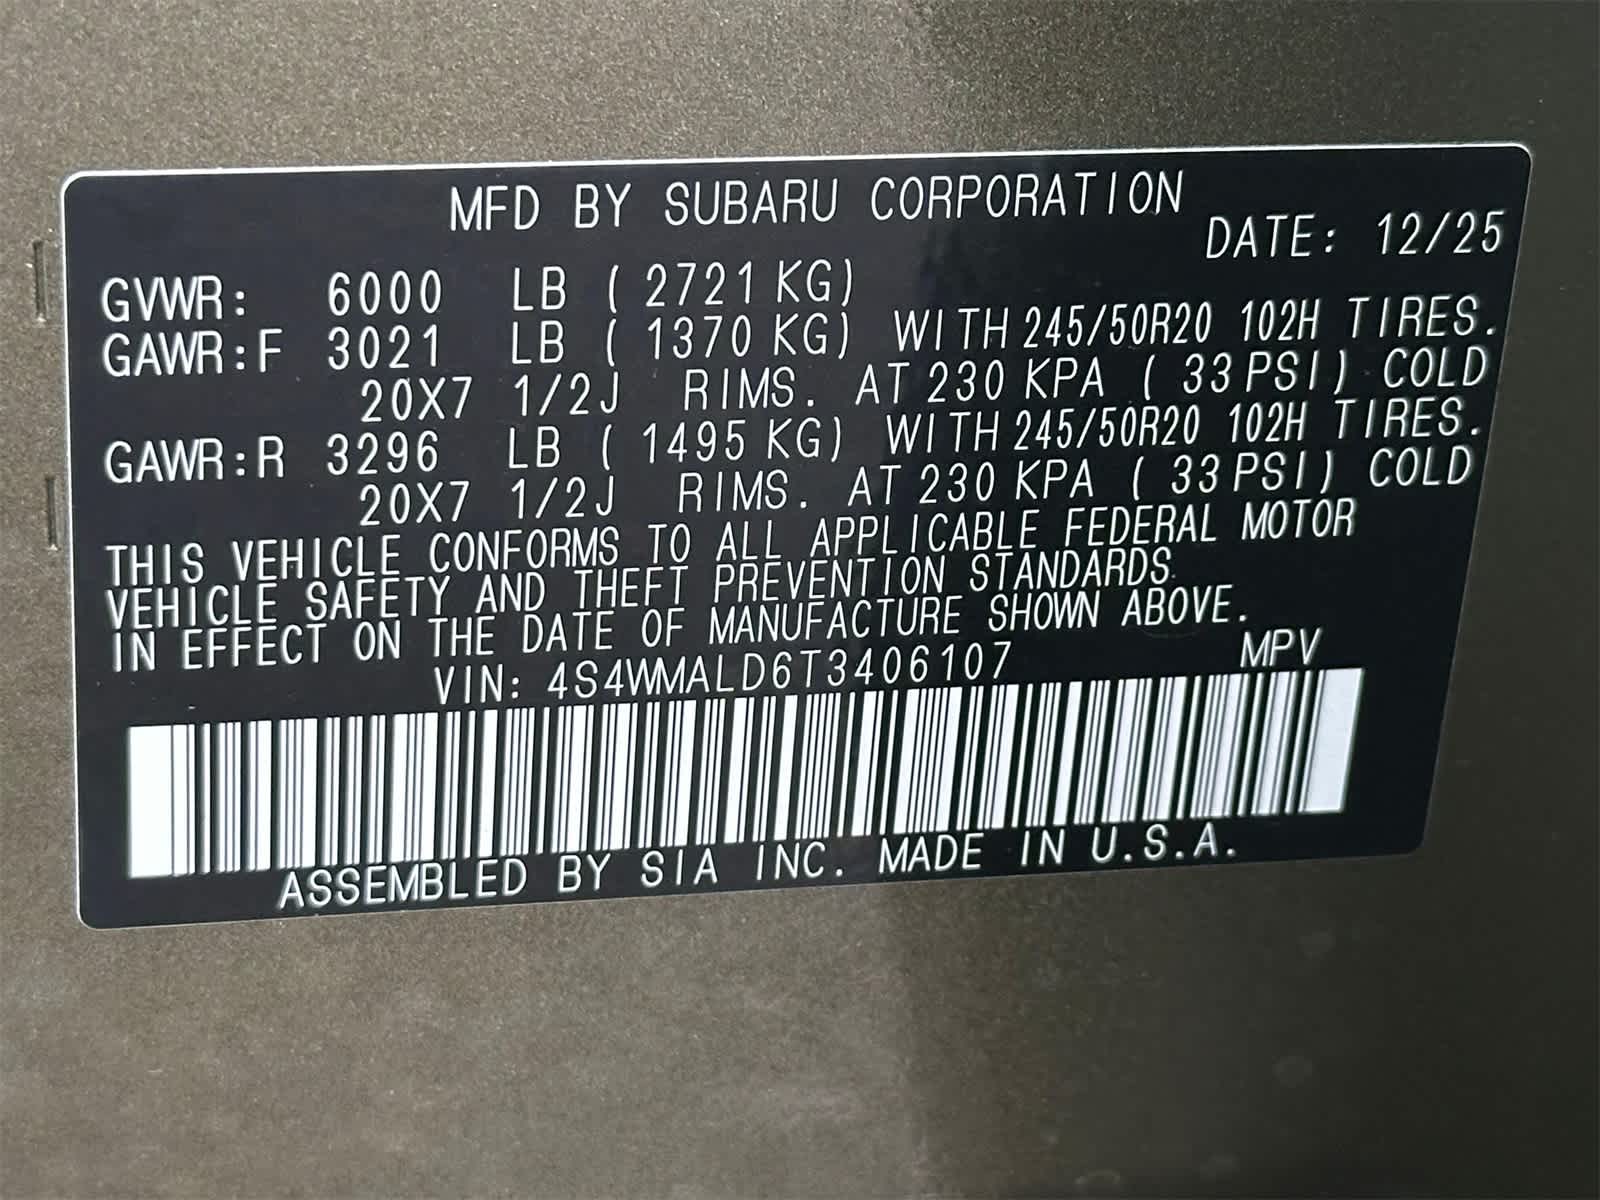 MFD BY SUBARU CORPORATION
DATE: 12/25
GVWR: 6000 LB ( 2721 KG)
GAWR:F 3021 LB ( 1370 KG) WITH 245/50R20 102H TIRES.
20X7 1/2J RIMS. AT 230 KPA ( 33 PSI) COLD
GAWR:R 3296 LB ( 1495 KG) WITH 245/50R20 102H TIRES.
20X7 1/2J RIMS. AT 230 KPA ( 33 PSI) COLD
THIS VEHICLE CONFORMS TO ALL APPLICABLE FEDERAL MOTOR
VEHICLE SAFETY AND THEFT PREVENTION STANDARDS
IN EFFECT ON THE DATE OF MANUFACTURE SHOWN ABOVE.
VIN: 4S4WMALD6T3406107 MPV
ASSEMBLED BY SIA INC. MADE IN U.S.A.